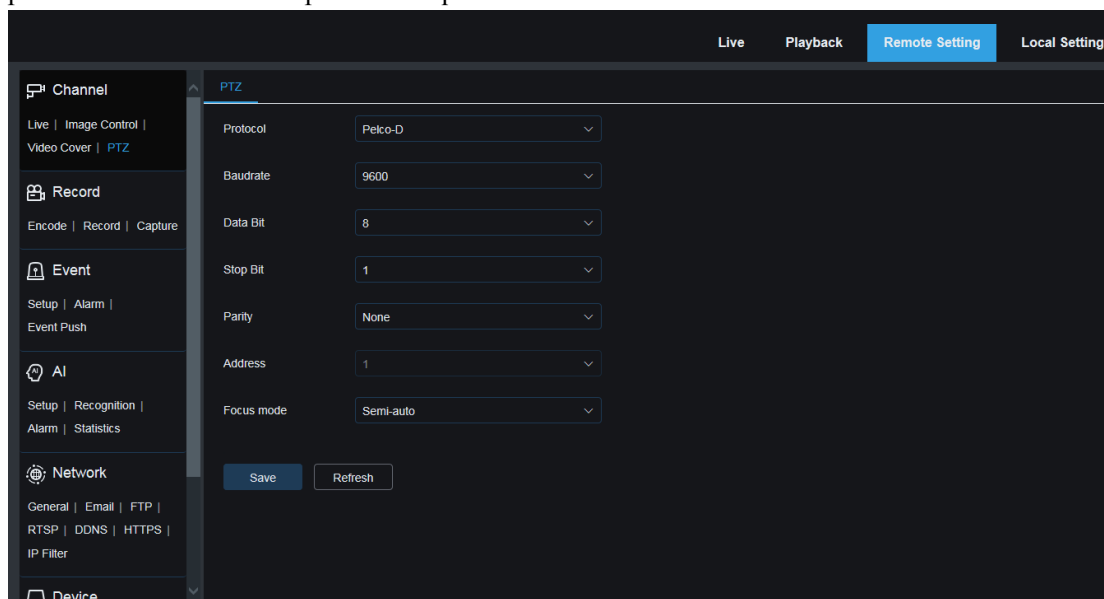 Live Playback Remote Setting Local Setting
Channel
Live | Image Control |
Video Cover | PTZ
Record
Encode | Record | Capture
Event
Setup | Alarm |
Event Push
AI
Setup | Recognition |
Alarm | Statistics
Network
General | Email | FTP |
RTSP | DDNS | HTTPS |
IP Filter
Device
PTZ
Protocol Pelco-D
Baudrate 9600
Data Bit 8
Stop Bit 1
Parity None
Address 1
Focus mode Semi-auto
Save Refresh